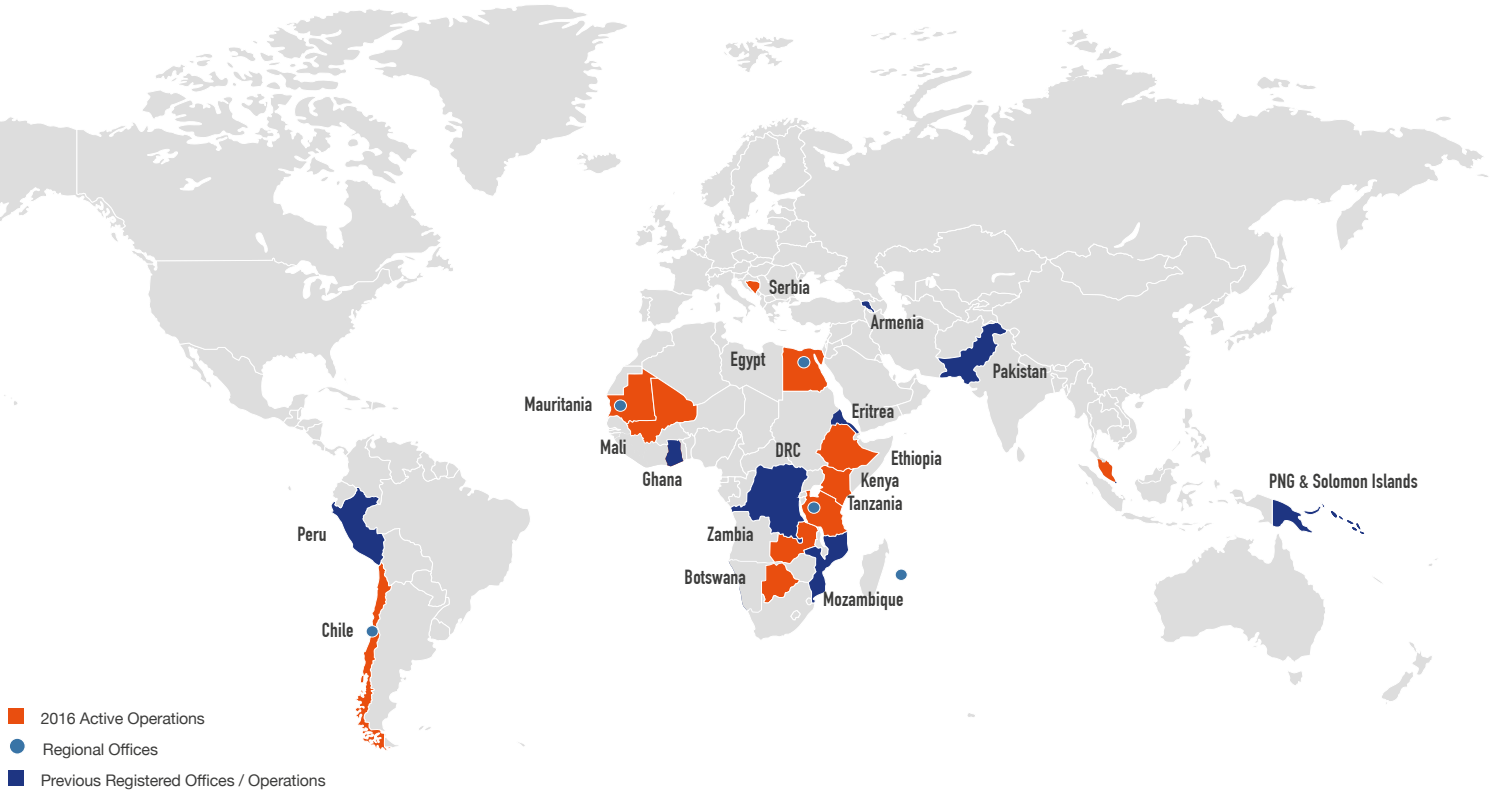 Serbia
Armenia
Egypt
Pakistan
Mauritania
Eritrea
Mali
DRC
Ethiopia
Ghana
Kenya
PNG & Solomon Islands
Tanzania
Peru
Zambia
Botswana
Mozambique
Chile
2016 Active Operations
Regional Offices
Previous Registered Offices / Operations